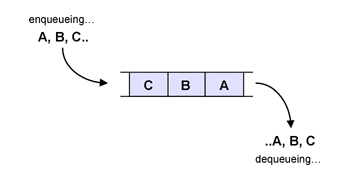 enqueueing...
A, B, C..
C B A
..A, B, C
dequeueing...